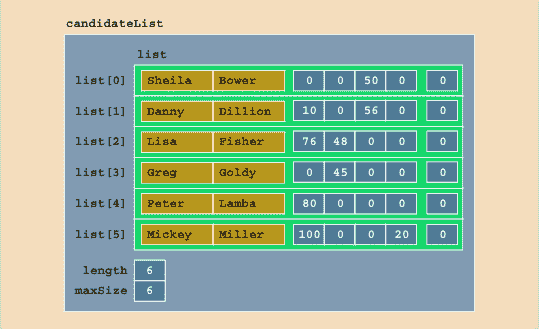 candidateList
list
list[0] Sheila Bower 0 0 50 0 0
list[1] Danny Dillion 10 0 56 0 0
list[2] Lisa Fisher 76 48 0 0 0
list[3] Greg Goldy 0 45 0 0 0
list[4] Peter Lamba 80 0 0 0 0
list[5] Mickey Miller 100 0 0 20 0
length 6
maxSize 6